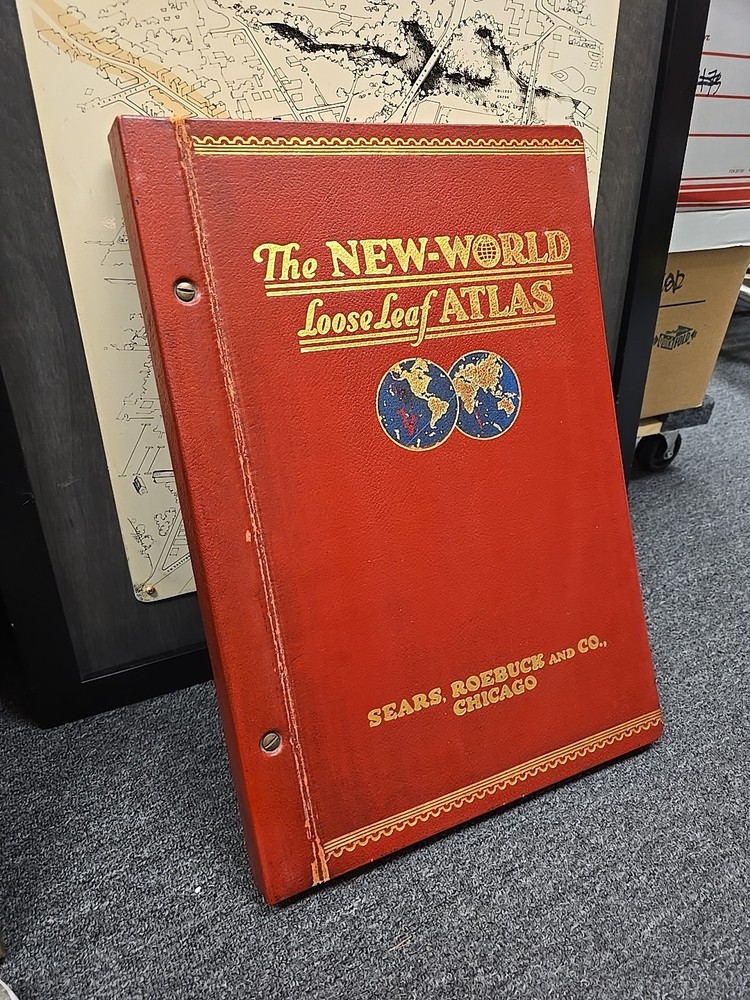 The NEW-WORLD
Loose Leaf ATLAS
SEARS, ROEBUCK AND CO.,
CHICAGO